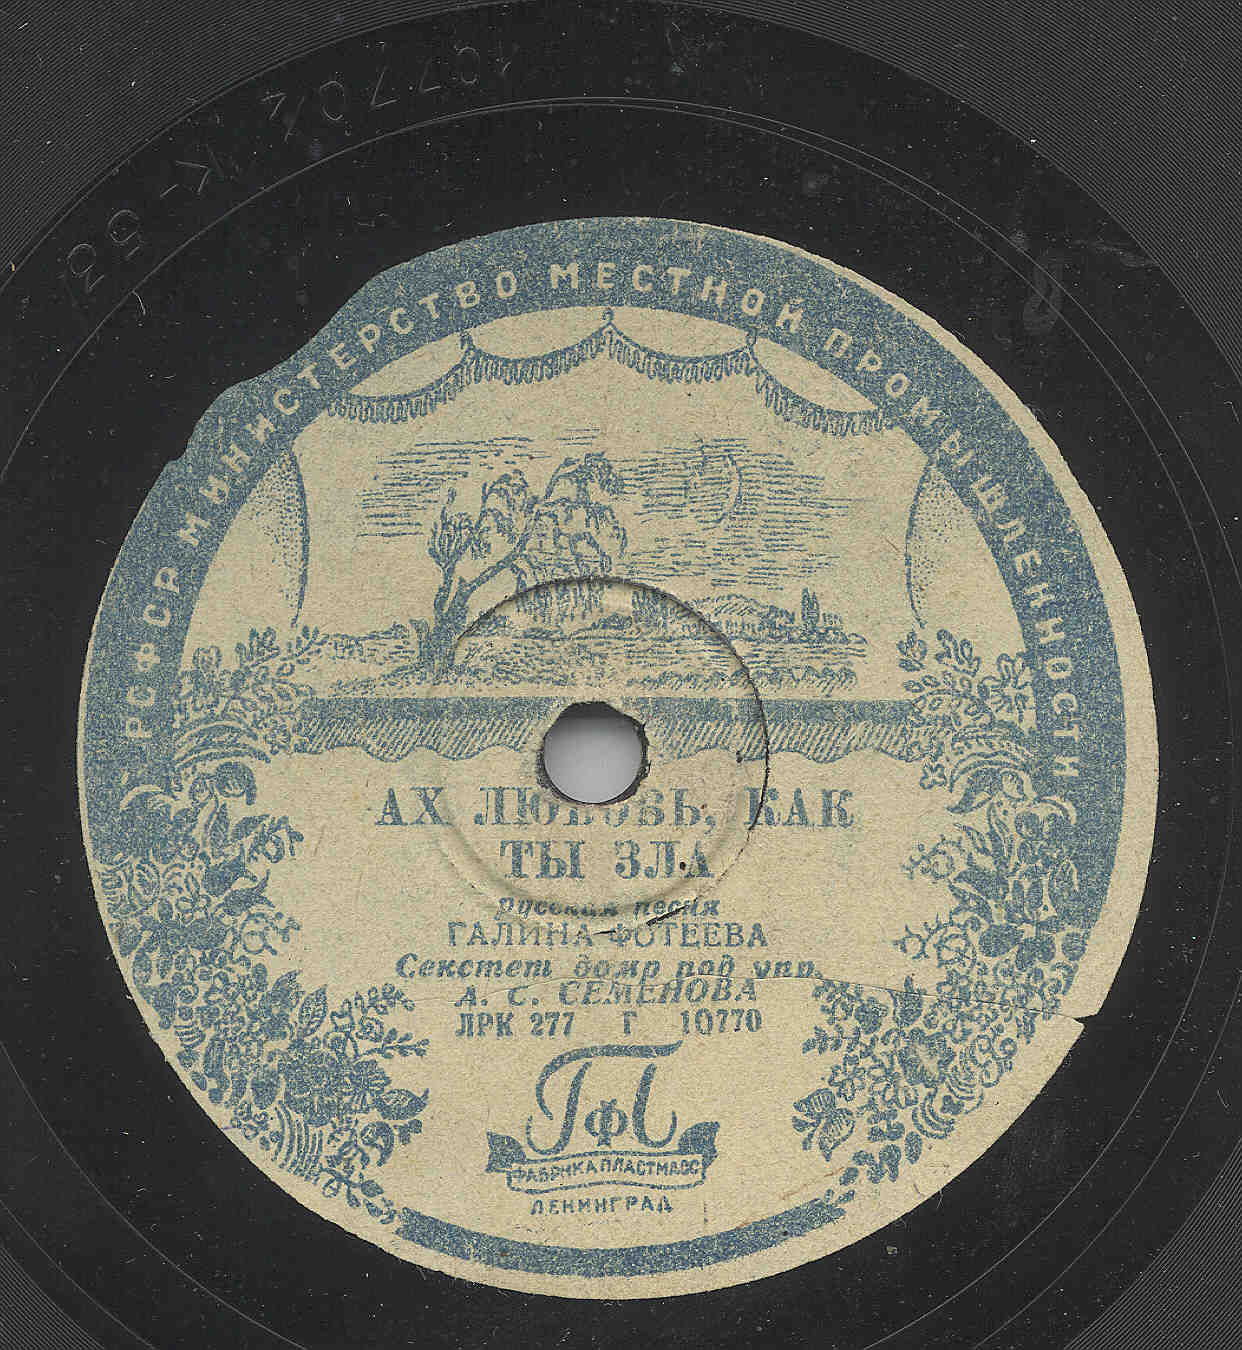 РСФСР МИНИСТЕРСТВО МЕСТНОЙ ПРОМЫШЛЕННОСТИ
АХ ЛЮБОВЬ, КАК
ТЫ ЗЛА
русская песня
ГАЛИНА ФОТЕЕВА
Секстет домр под упр.
А. С. СЕМЕНОВА
ЛРК 277 Г 10770
ФАБРИКА ПЛАСТМАСС
ЛЕНИНГРАД